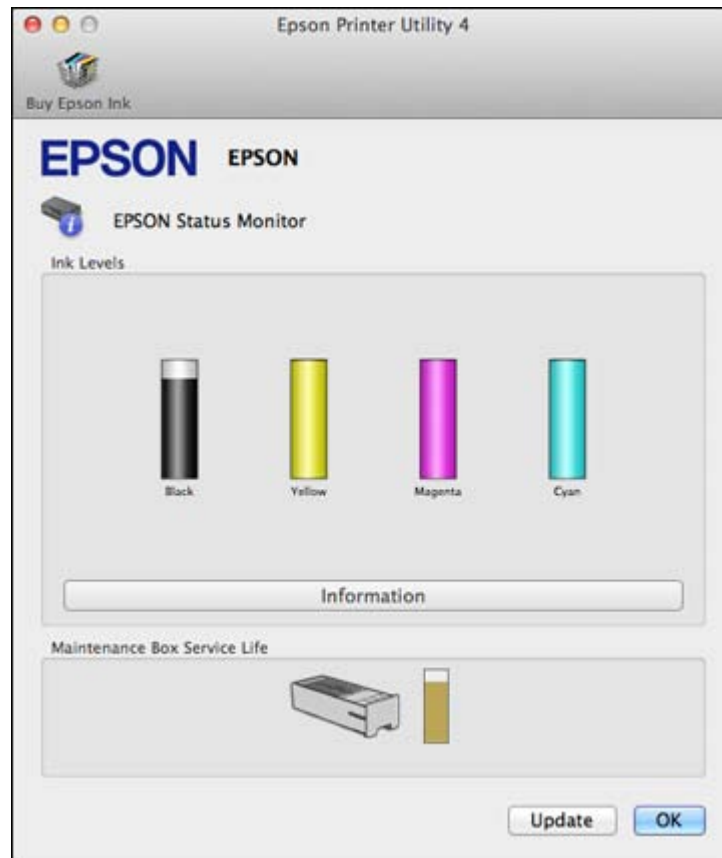 Epson Printer Utility 4
Buy Epson Ink
EPSON EPSON
EPSON Status Monitor
Ink Levels
Black Yellow Magenta Cyan
Information
Maintenance Box Service Life
Update OK